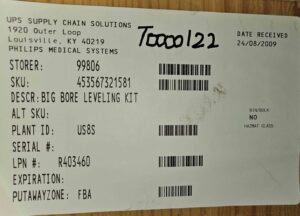 UPS SUPPLY CHAIN SOLUTIONS
1920 Outer Loop
Louisville, KY 40219
PHILIPS MEDICAL SYSTEMS
T0000122
DATE RECEIVED
24/08/2009
STORER: 99806
SKU: 453567321581
DESCR: BIG BORE LEVELING KIT
ALT SKU:
BIN/BULK
NO
HAZMAT CLASS
PLANT ID: US8S
SERIAL #:
LPN #: R403460
EXPIRATION:
PUTAWAYZONE: FBA